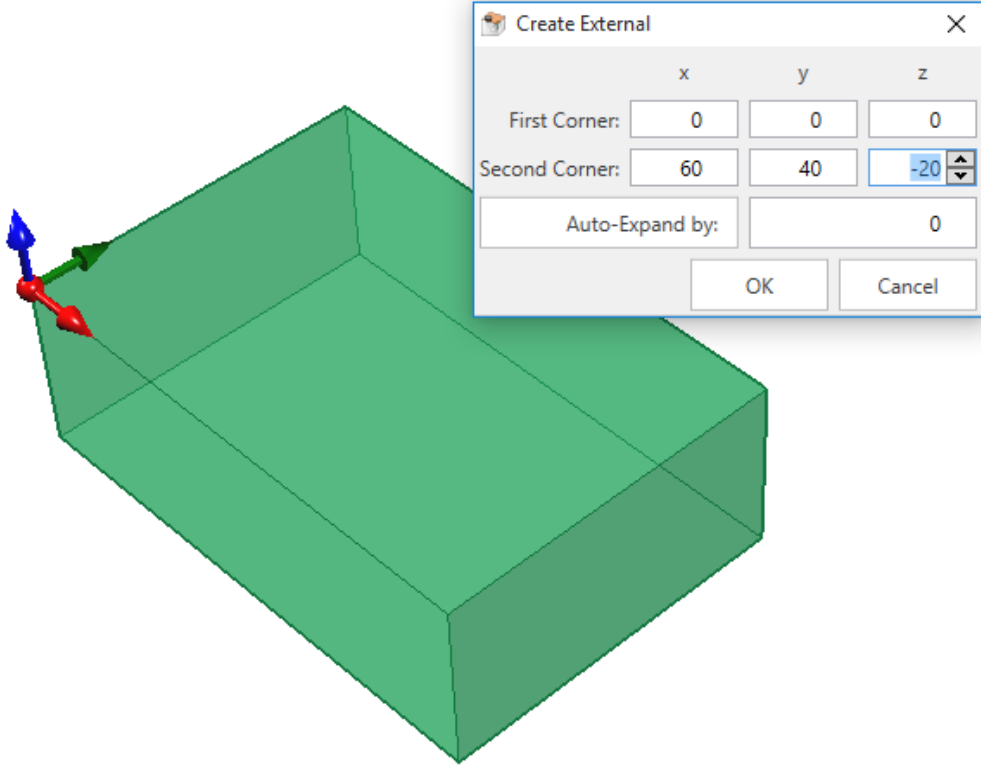 Create External
x y z
First Corner: 0 0 0
Second Corner: 60 40 -20
Auto-Expand by: 0
OK Cancel